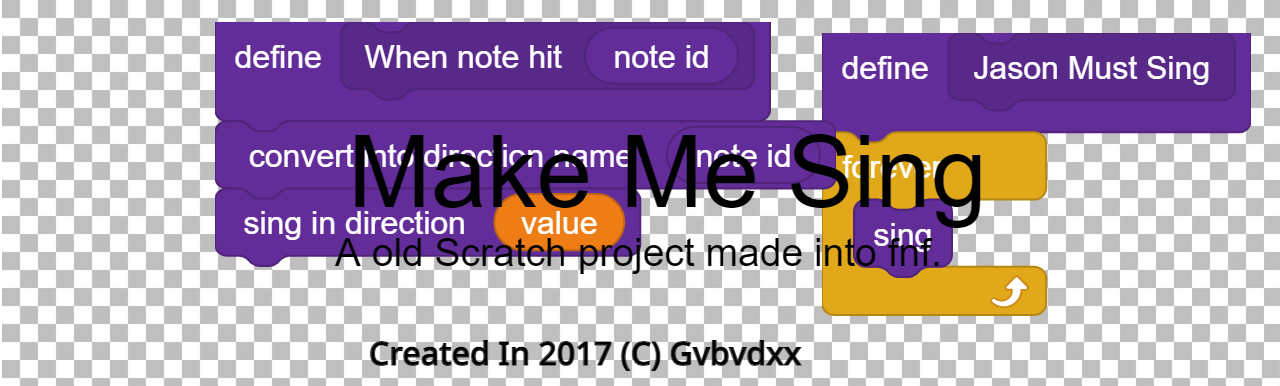 define When note hit note id
define Jason Must Sing
convert into direction name note id
forever
Make Me Sing
sing in direction value
sing
A old Scratch project made into fnf.
Created In 2017 (C) Gvbvdxx